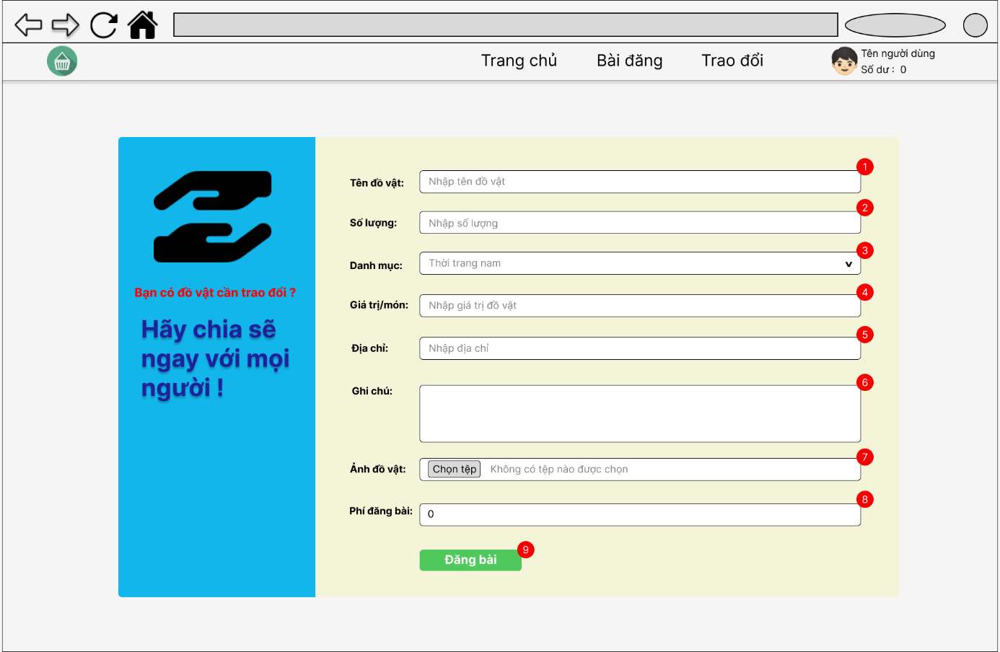 Trang chủ
Bài đăng
Trao đổi
Tên người dùng
Số dư : 0
Bạn có đồ vật cần trao đổi ?
Hãy chia sẽ
ngay với mọi
người !
Tên đồ vật:
Nhập tên đồ vật
1
Số lượng:
Nhập số lượng
2
Danh mục:
Thời trang nam
v
3
Giá trị/món:
Nhập giá trị đồ vật
4
Địa chỉ:
Nhập địa chỉ
5
Ghi chú:
6
Ảnh đồ vật:
Chọn tệp
Không có tệp nào được chọn
7
Phí đăng bài:
0
8
Đăng bài
9